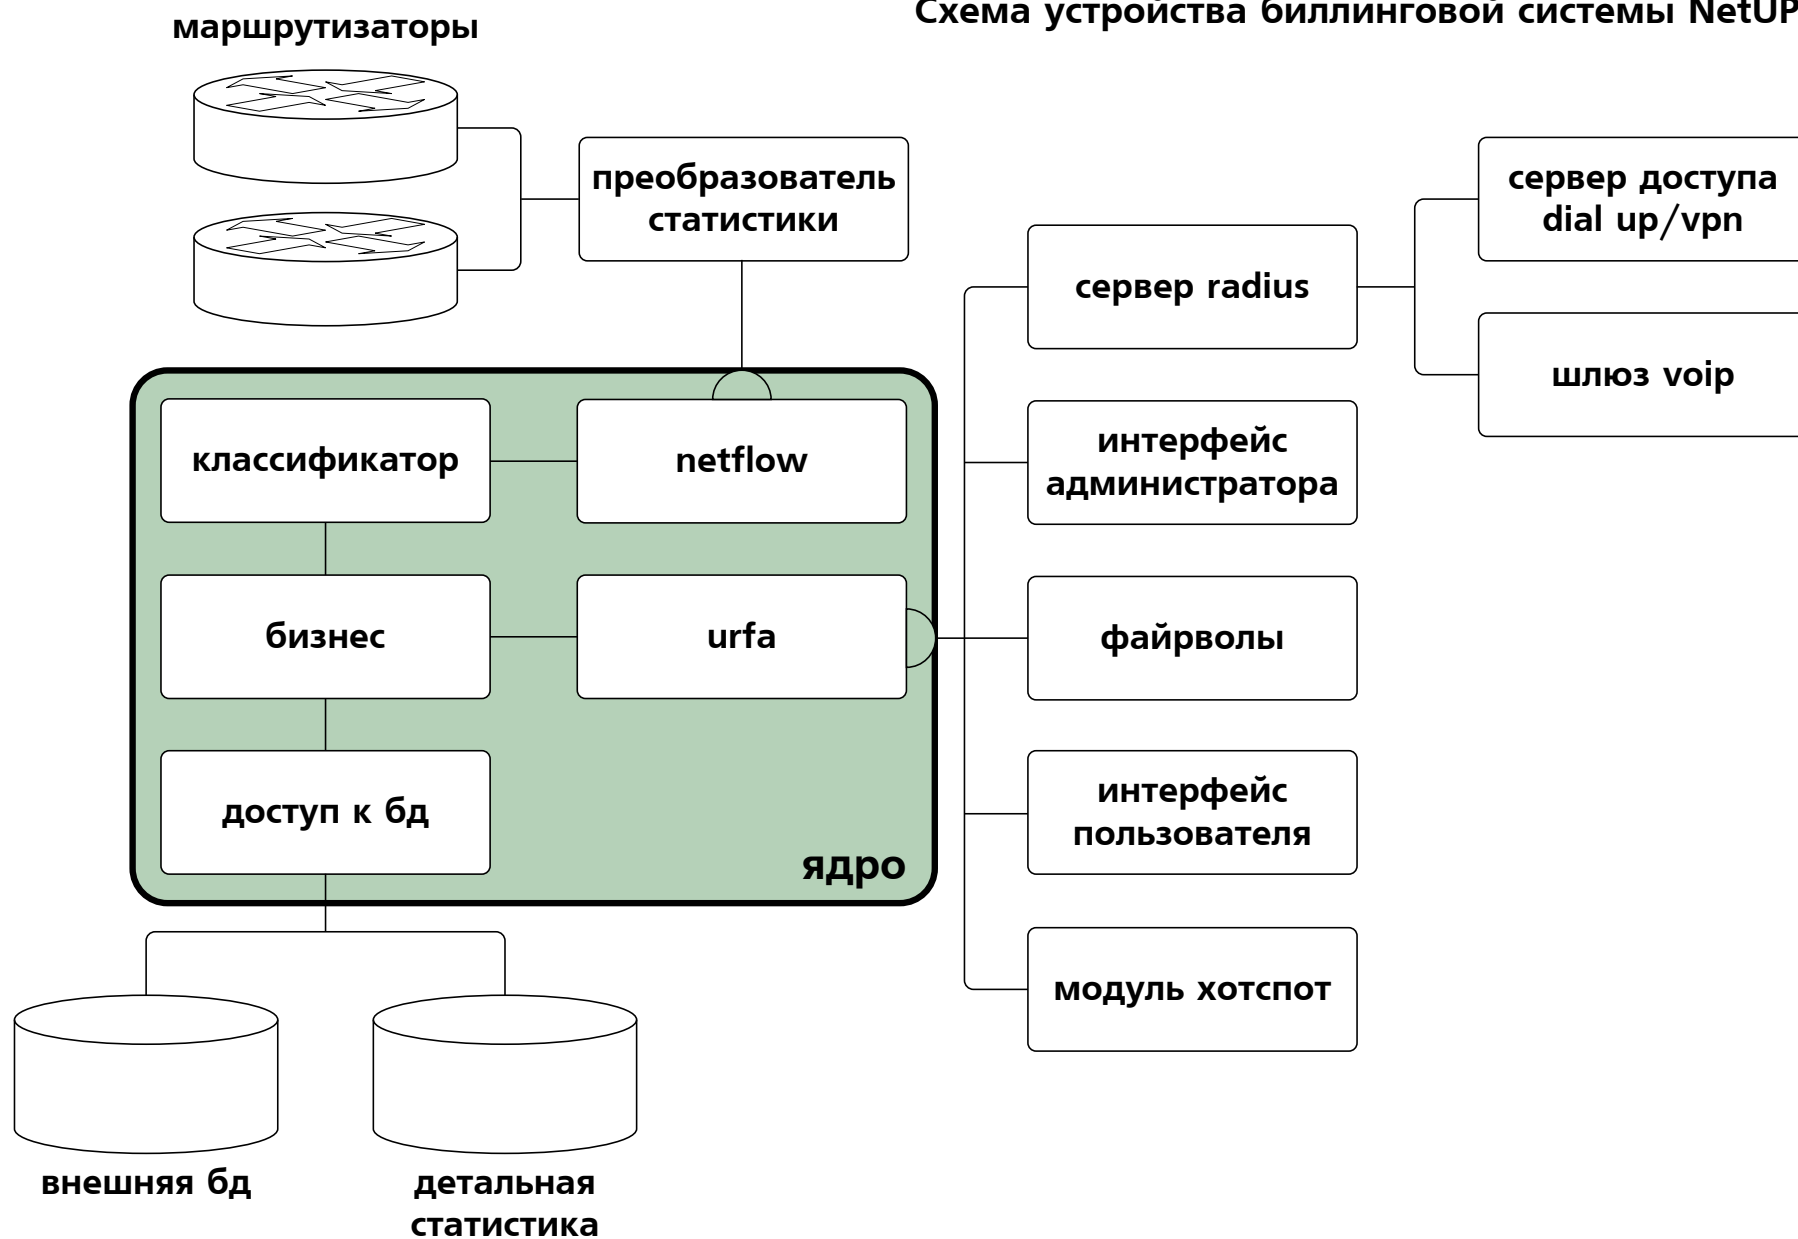 Схема устройства биллинговой системы NetUP
маршрутизаторы
преобразователь
статистики
сервер доступа
dial up/vpn
сервер radius
шлюз voip
классификатор
netflow
интерфейс
администратора
бизнес
urfa
файрволы
доступ к бд
интерфейс
пользователя
ядро
модуль хотспот
внешняя бд
детальная
статистика